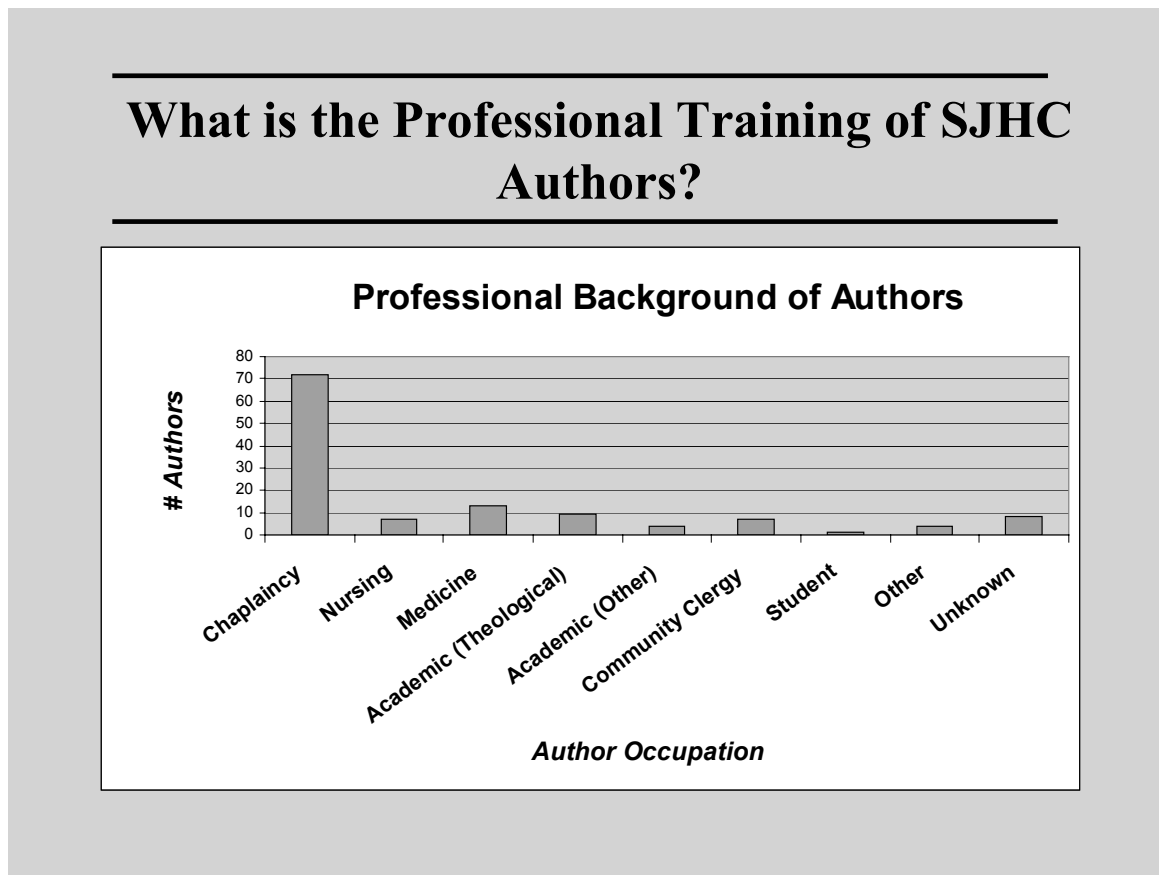 What is the Professional Training of SJHC
Authors?
Professional Background of Authors
80
70
60
50
40
30
20
10
0
# Authors
Chaplaincy
Nursing
Medicine
Academic (Theological)
Academic (Other)
Community Clergy
Student
Other
Unknown
Author Occupation